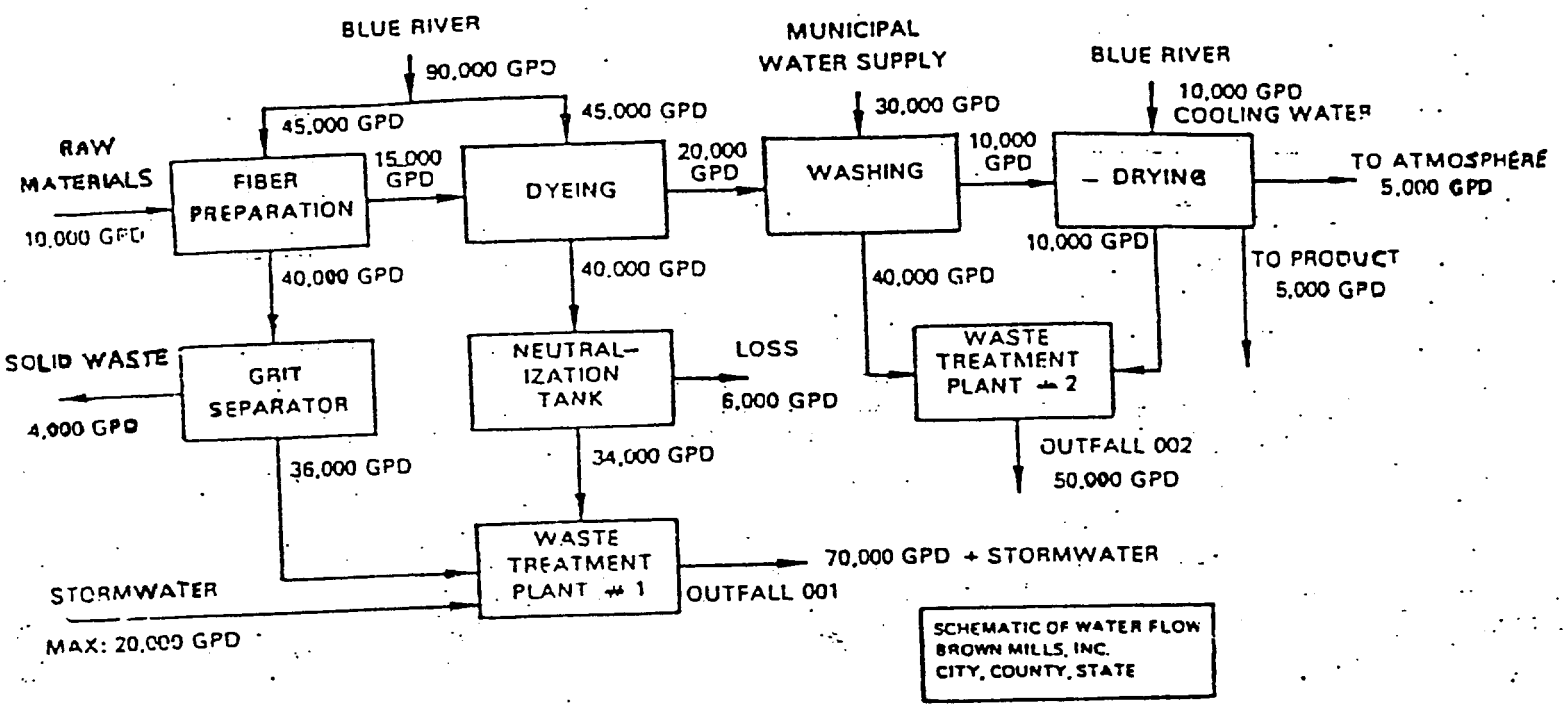 BLUE RIVER
90,000 GPD
45,000 GPD
45,000 GPD
MUNICIPAL
WATER SUPPLY
30,000 GPD
BLUE RIVER
10,000 GPD
COOLING WATER
RAW
MATERIALS
10,000 GPD
FIBER
PREPARATION
15,000
GPD
DYEING
20,000
GPD
WASHING
10,000
GPD
DRYING
TO ATMOSPHERE
5,000 GPD
40,000 GPD
40,000 GPD
40,000 GPD
10,000 GPD
TO PRODUCT
5,000 GPD
SOLID WASTE
4,000 GPD
GRIT
SEPARATOR
NEUTRAL-
IZATION
TANK
LOSS
6,000 GPD
WASTE
TREATMENT
PLANT # 2
36,000 GPD
34,000 GPD
OUTFALL 002
50,000 GPD
STORMWATER
MAX: 20,000 GPD
WASTE
TREATMENT
PLANT # 1
OUTFALL 001
70,000 GPD + STORMWATER
SCHEMATIC OF WATER FLOW
BROWN MILLS, INC.
CITY, COUNTY, STATE